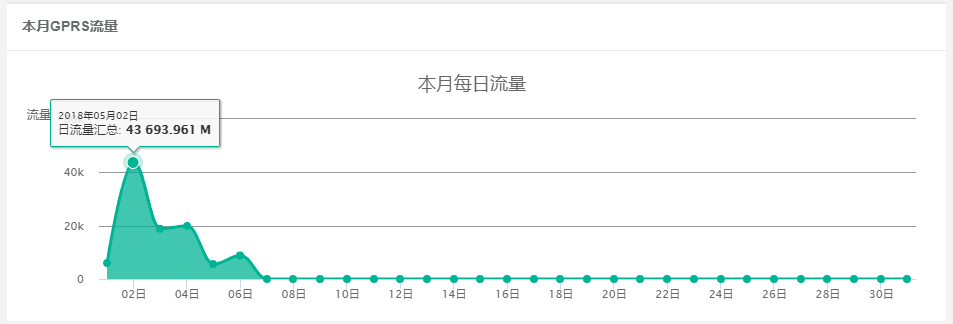 本月GPRS流量
本月每日流量
流量
2018年05月02日
日流量汇总: 43 693.961 M
40k
20k
0
02日 04日 06日 08日 10日 12日 14日 16日 18日 20日 22日 24日 26日 28日 30日